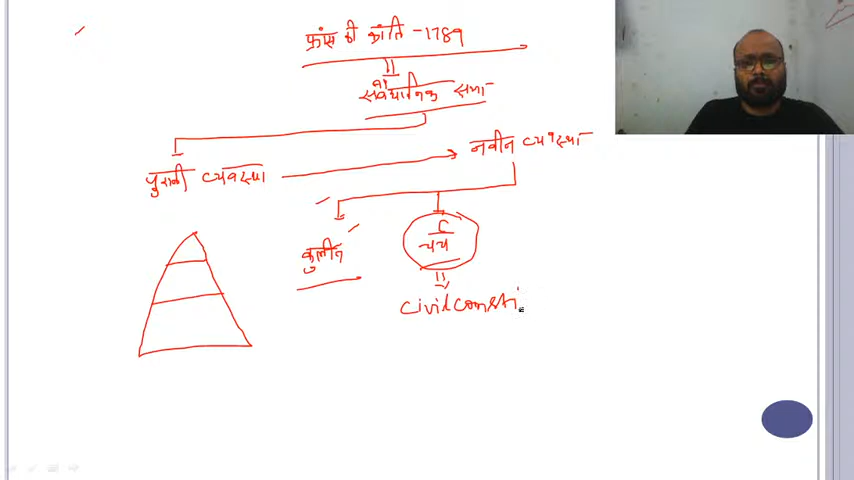 फ्रांस की क्रांति - 1789
संवैधानिक सभा
पुरानी व्यवस्था
नवीन व्यवस्था
कुलीन
चर्च
civil consti